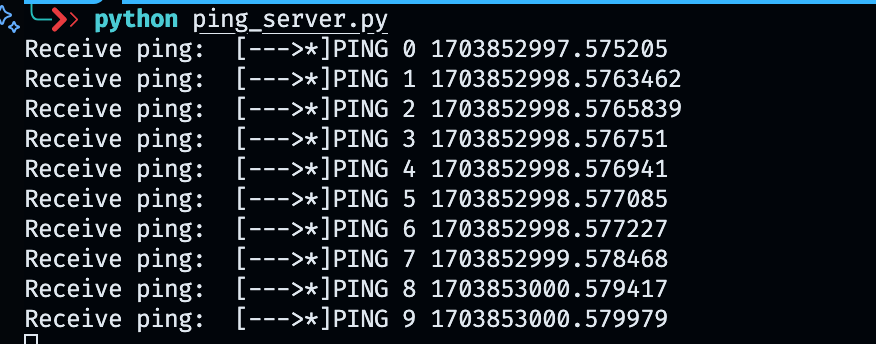 python ping_server.py
Receive ping:  [--->*]PING 0 1703852997.575205
Receive ping:  [--->*]PING 1 1703852998.5763462
Receive ping:  [--->*]PING 2 1703852998.5765839
Receive ping:  [--->*]PING 3 1703852998.576751
Receive ping:  [--->*]PING 4 1703852998.576941
Receive ping:  [--->*]PING 5 1703852998.577085
Receive ping:  [--->*]PING 6 1703852998.577227
Receive ping:  [--->*]PING 7 1703852999.578468
Receive ping:  [--->*]PING 8 1703853000.579417
Receive ping:  [--->*]PING 9 1703853000.579979